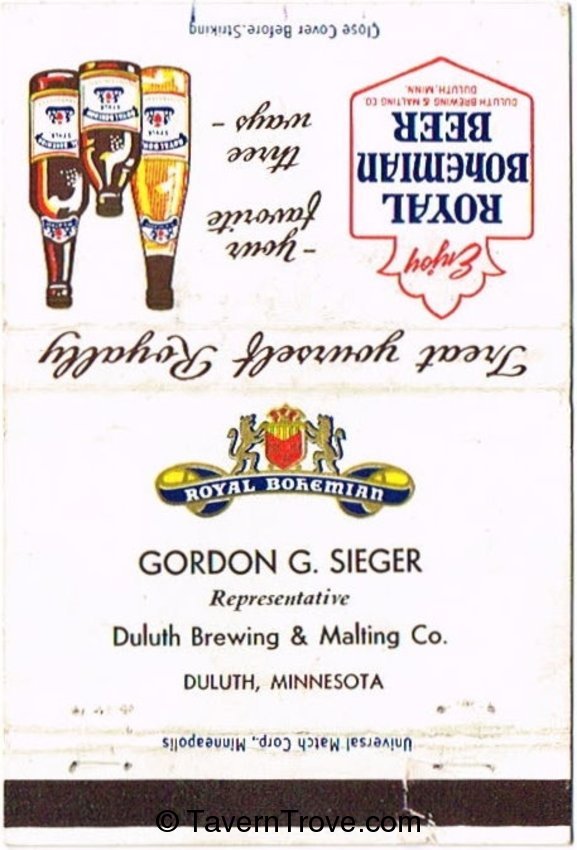 Close Cover Before Striking
Enjoy
ROYAL
BOHEMIAN
BEER
DULUTH BREWING & MALTING CO
DULUTH, MINN.
- your
favorite
three
ways -
Treat yourself Royally
ROYAL BOHEMIAN
GORDON G. SIEGER
Representative
Duluth Brewing & Malting Co.
DULUTH, MINNESOTA
Universal Match Corp., Minneapolis
© TavernTrove.com